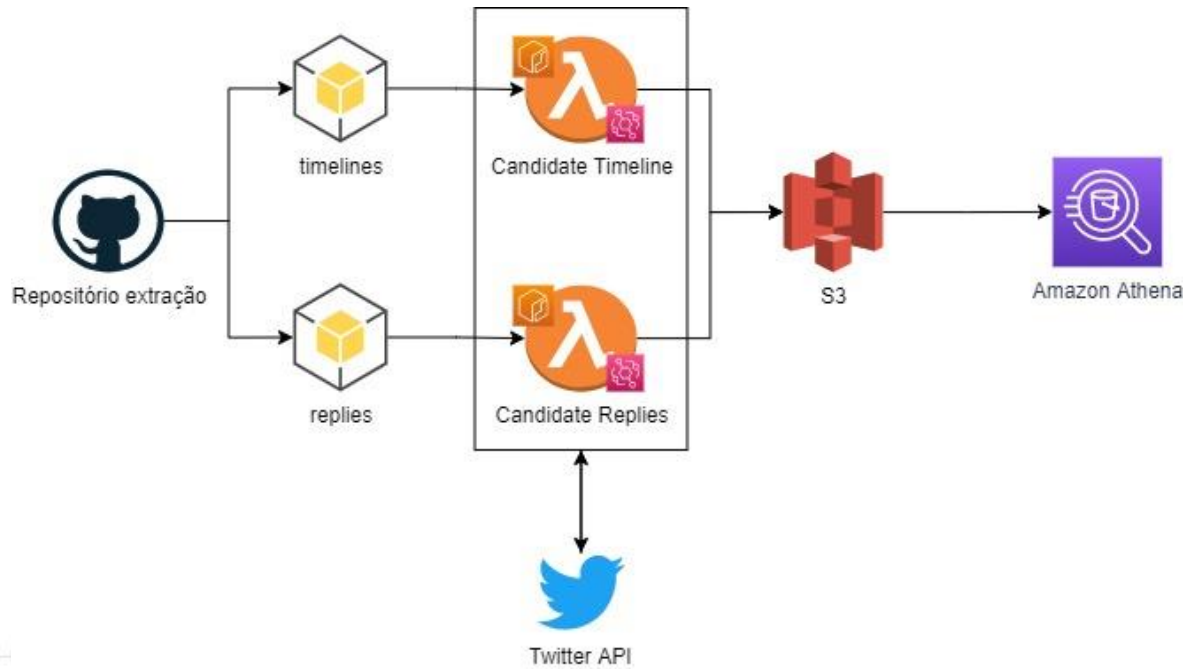 timelines
Candidate Timeline
Repositório extração
S3
Amazon Athena
replies
Candidate Replies
Twitter API